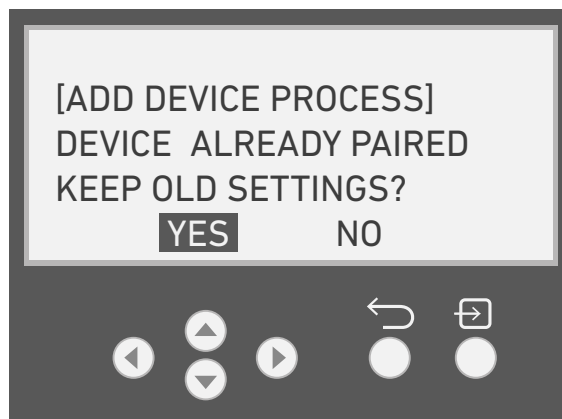 [ADD DEVICE PROCESS]
DEVICE ALREADY PAIRED
KEEP OLD SETTINGS?
YES NO